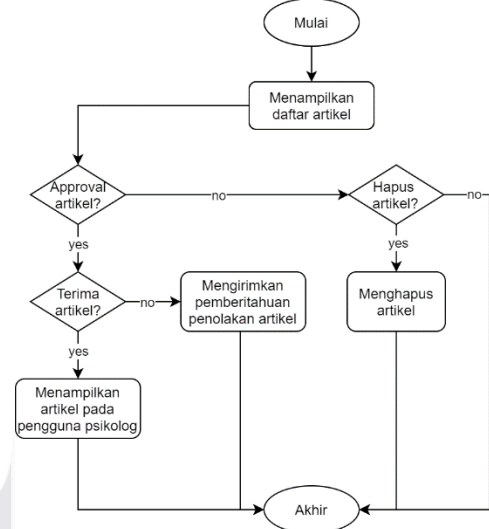 Mulai
Menampilkan
daftar artikel
Approval
artikel?
no
Hapus
artikel?
no
yes
yes
Terima
artikel?
no
Mengirimkan
pemberitahuan
penolakan artikel
Menghapus
artikel
yes
Menampilkan
artikel pada
pengguna psikolog
Akhir